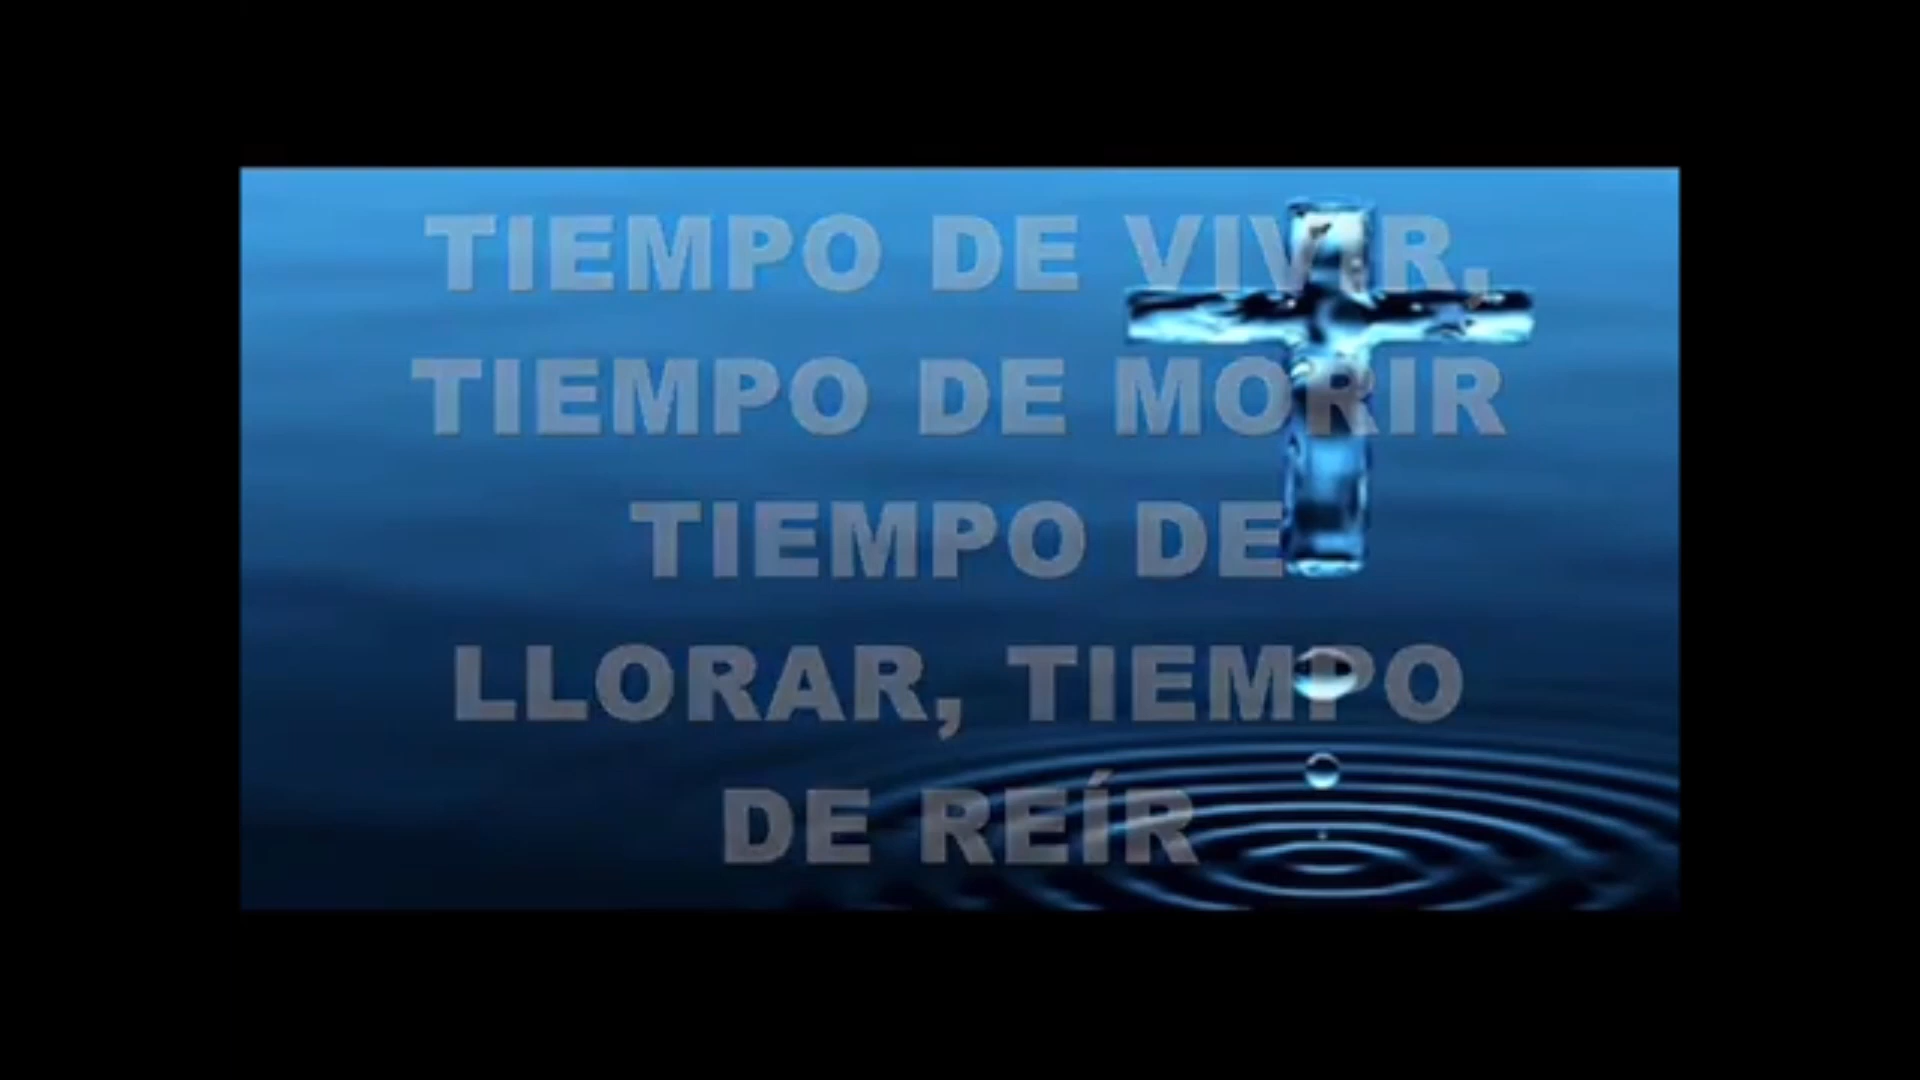 TIEMPO DE VIVIR,
TIEMPO DE MORIR
TIEMPO DE
LLORAR, TIEMPO
DE REÍR